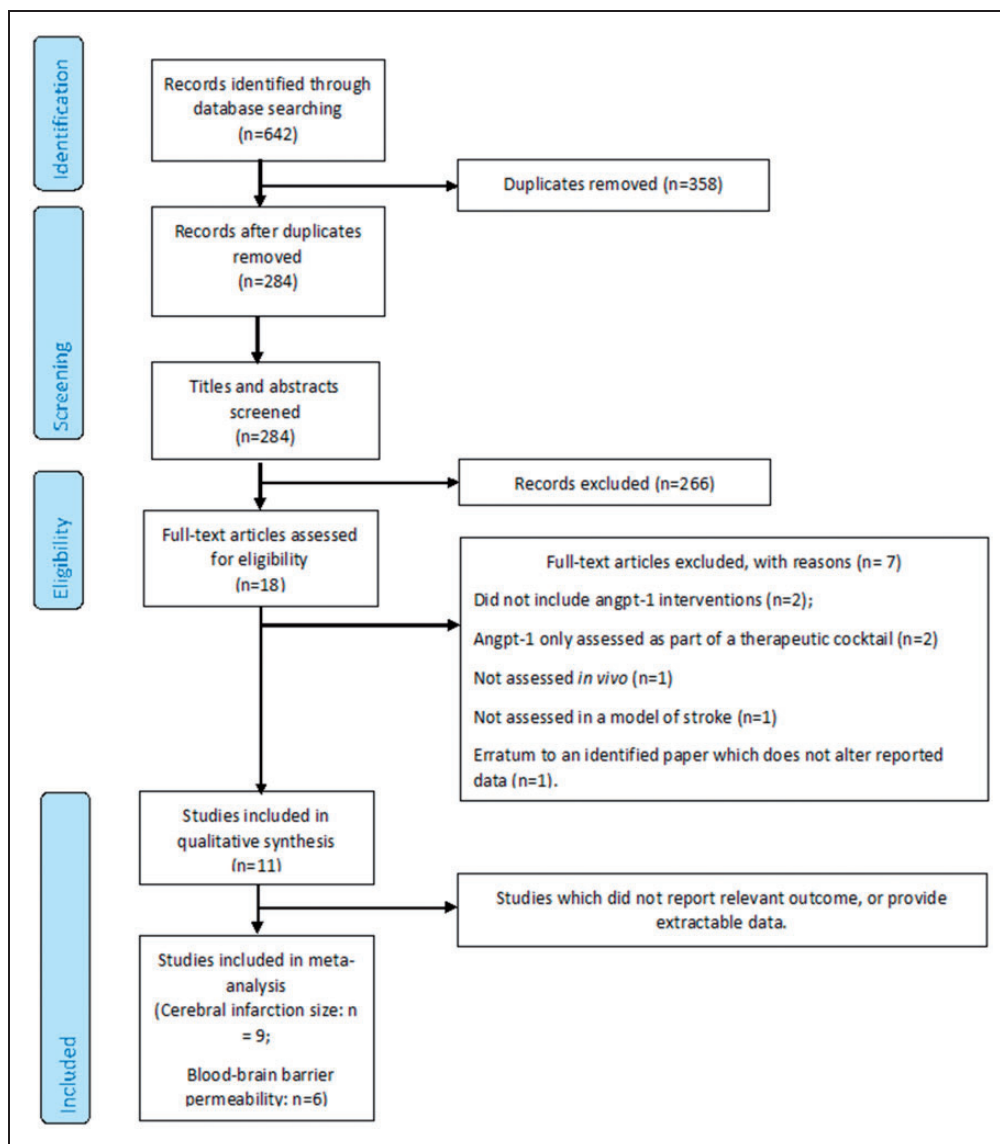 Identification
Records identified through
database searching
(n=642)
Duplicates removed (n=358)
Screening
Records after duplicates
removed
(n=284)
Titles and abstracts
screened
(n=284)
Records excluded (n=266)
Eligibility
Full-text articles assessed
for eligibility
(n=18)
Full-text articles excluded, with reasons (n= 7)
Did not include angpt-1 interventions (n=2);
Angpt-1 only assessed as part of a therapeutic cocktail (n=2)
Not assessed in vivo (n=1)
Not assessed in a model of stroke (n=1)
Erratum to an identified paper which does not alter reported
data (n=1).
Included
Studies included in
qualitative synthesis
(n=11)
Studies which did not report relevant outcome, or provide
extractable data.
Studies included in meta-
analysis
(Cerebral infarction size: n
= 9;
Blood-brain barrier
permeability: n=6)